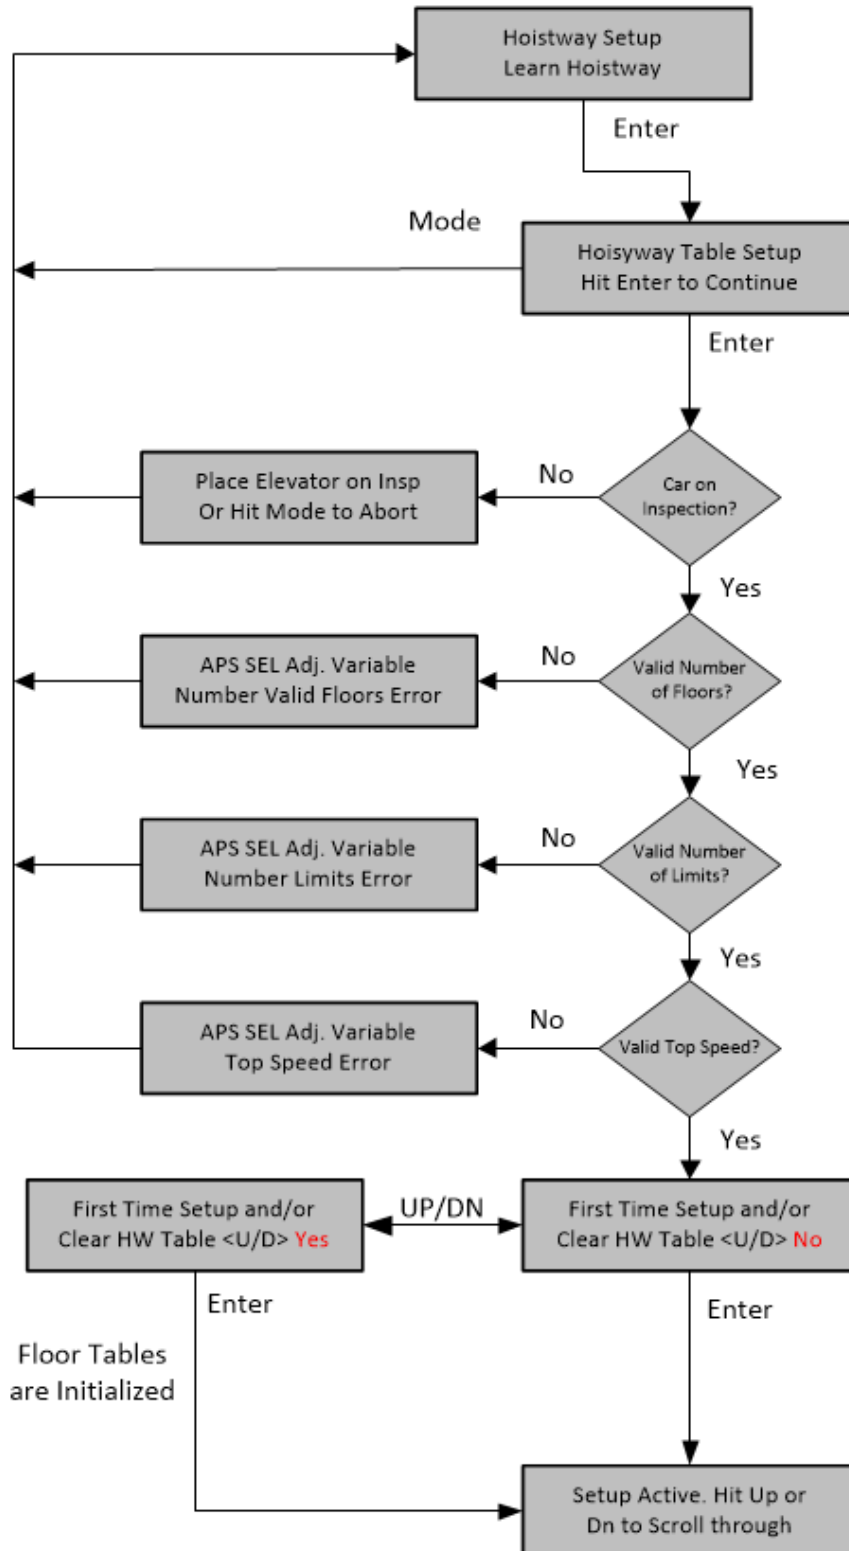 Hoistway Setup
Learn Hoistway
Enter
Mode
Hoisyway Table Setup
Hit Enter to Continue
Enter
Place Elevator on Insp
Or Hit Mode to Abort
No
Car on
Inspection?
Yes
APS SEL Adj. Variable
Number Valid Floors Error
No
Valid Number
of Floors?
Yes
APS SEL Adj. Variable
Number Limits Error
No
Valid Number
of Limits?
Yes
APS SEL Adj. Variable
Top Speed Error
No
Valid Top Speed?
Yes
First Time Setup and/or
Clear HW Table <U/D> Yes
UP/DN
First Time Setup and/or
Clear HW Table <U/D> No
Enter
Enter
Floor Tables
are Initialized
Setup Active. Hit Up or
Dn to Scroll through